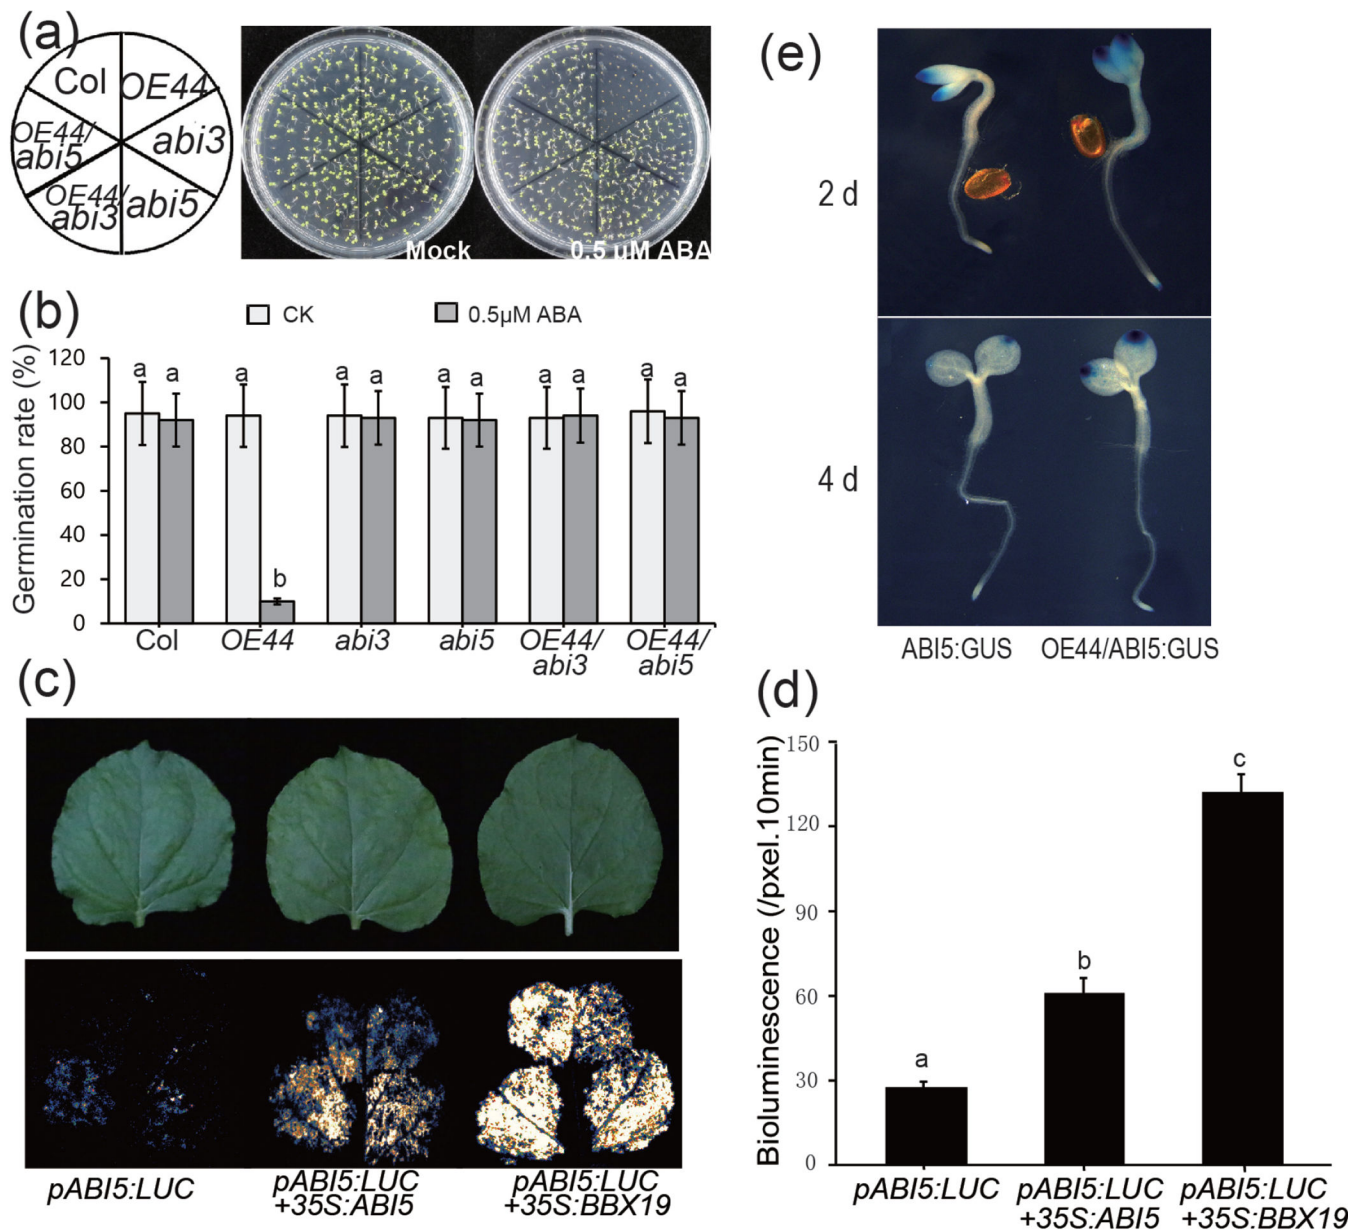 (a)
Col
OE44
OE44/
abi5
abi3
OE44/
abi3
abi5
Mock
0.5 µM ABA
(b)
CK
0.5µM ABA
Germination rate (%)
120
100
80
60
40
20
0
a
a
a
b
a
a
a
a
a
a
a
a
Col
OE44
abi3
abi5
OE44/
abi3
OE44/
abi5
(c)
pABI5:LUC
pABI5:LUC
+35S:ABI5
pABI5:LUC
+35S:BBX19
(e)
2 d
4 d
ABI5:GUS
OE44/ABI5:GUS
(d)
Bioluminescence (/pxel.10min)
150
120
90
60
30
0
a
b
c
pABI5:LUC
pABI5:LUC
+35S:ABI5
pABI5:LUC
+35S:BBX19